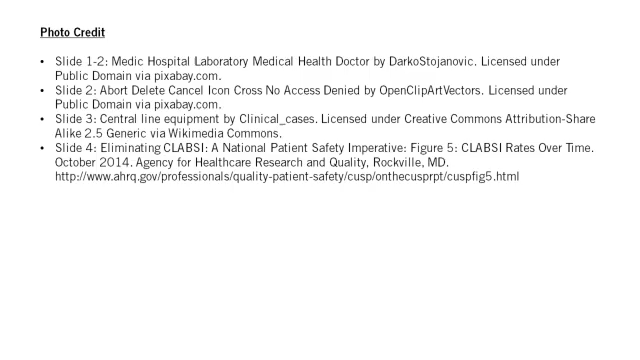 Photo Credit
• Slide 1-2: Medic Hospital Laboratory Medical Health Doctor by DarkoStojanovic. Licensed under
Public Domain via pixabay.com.
• Slide 2: Abort Delete Cancel Icon Cross No Access Denied by OpenClipArtVectors. Licensed under
Public Domain via pixabay.com.
• Slide 3: Central line equipment by Clinical_cases. Licensed under Creative Commons Attribution-Share
Alike 2.5 Generic via Wikimedia Commons.
• Slide 4: Eliminating CLABSI: A National Patient Safety Imperative: Figure 5: CLABSI Rates Over Time.
October 2014. Agency for Healthcare Research and Quality, Rockville, MD.
http://www.ahrq.gov/professionals/quality-patient-safety/cusp/onthecusprpt/cuspfig5.html